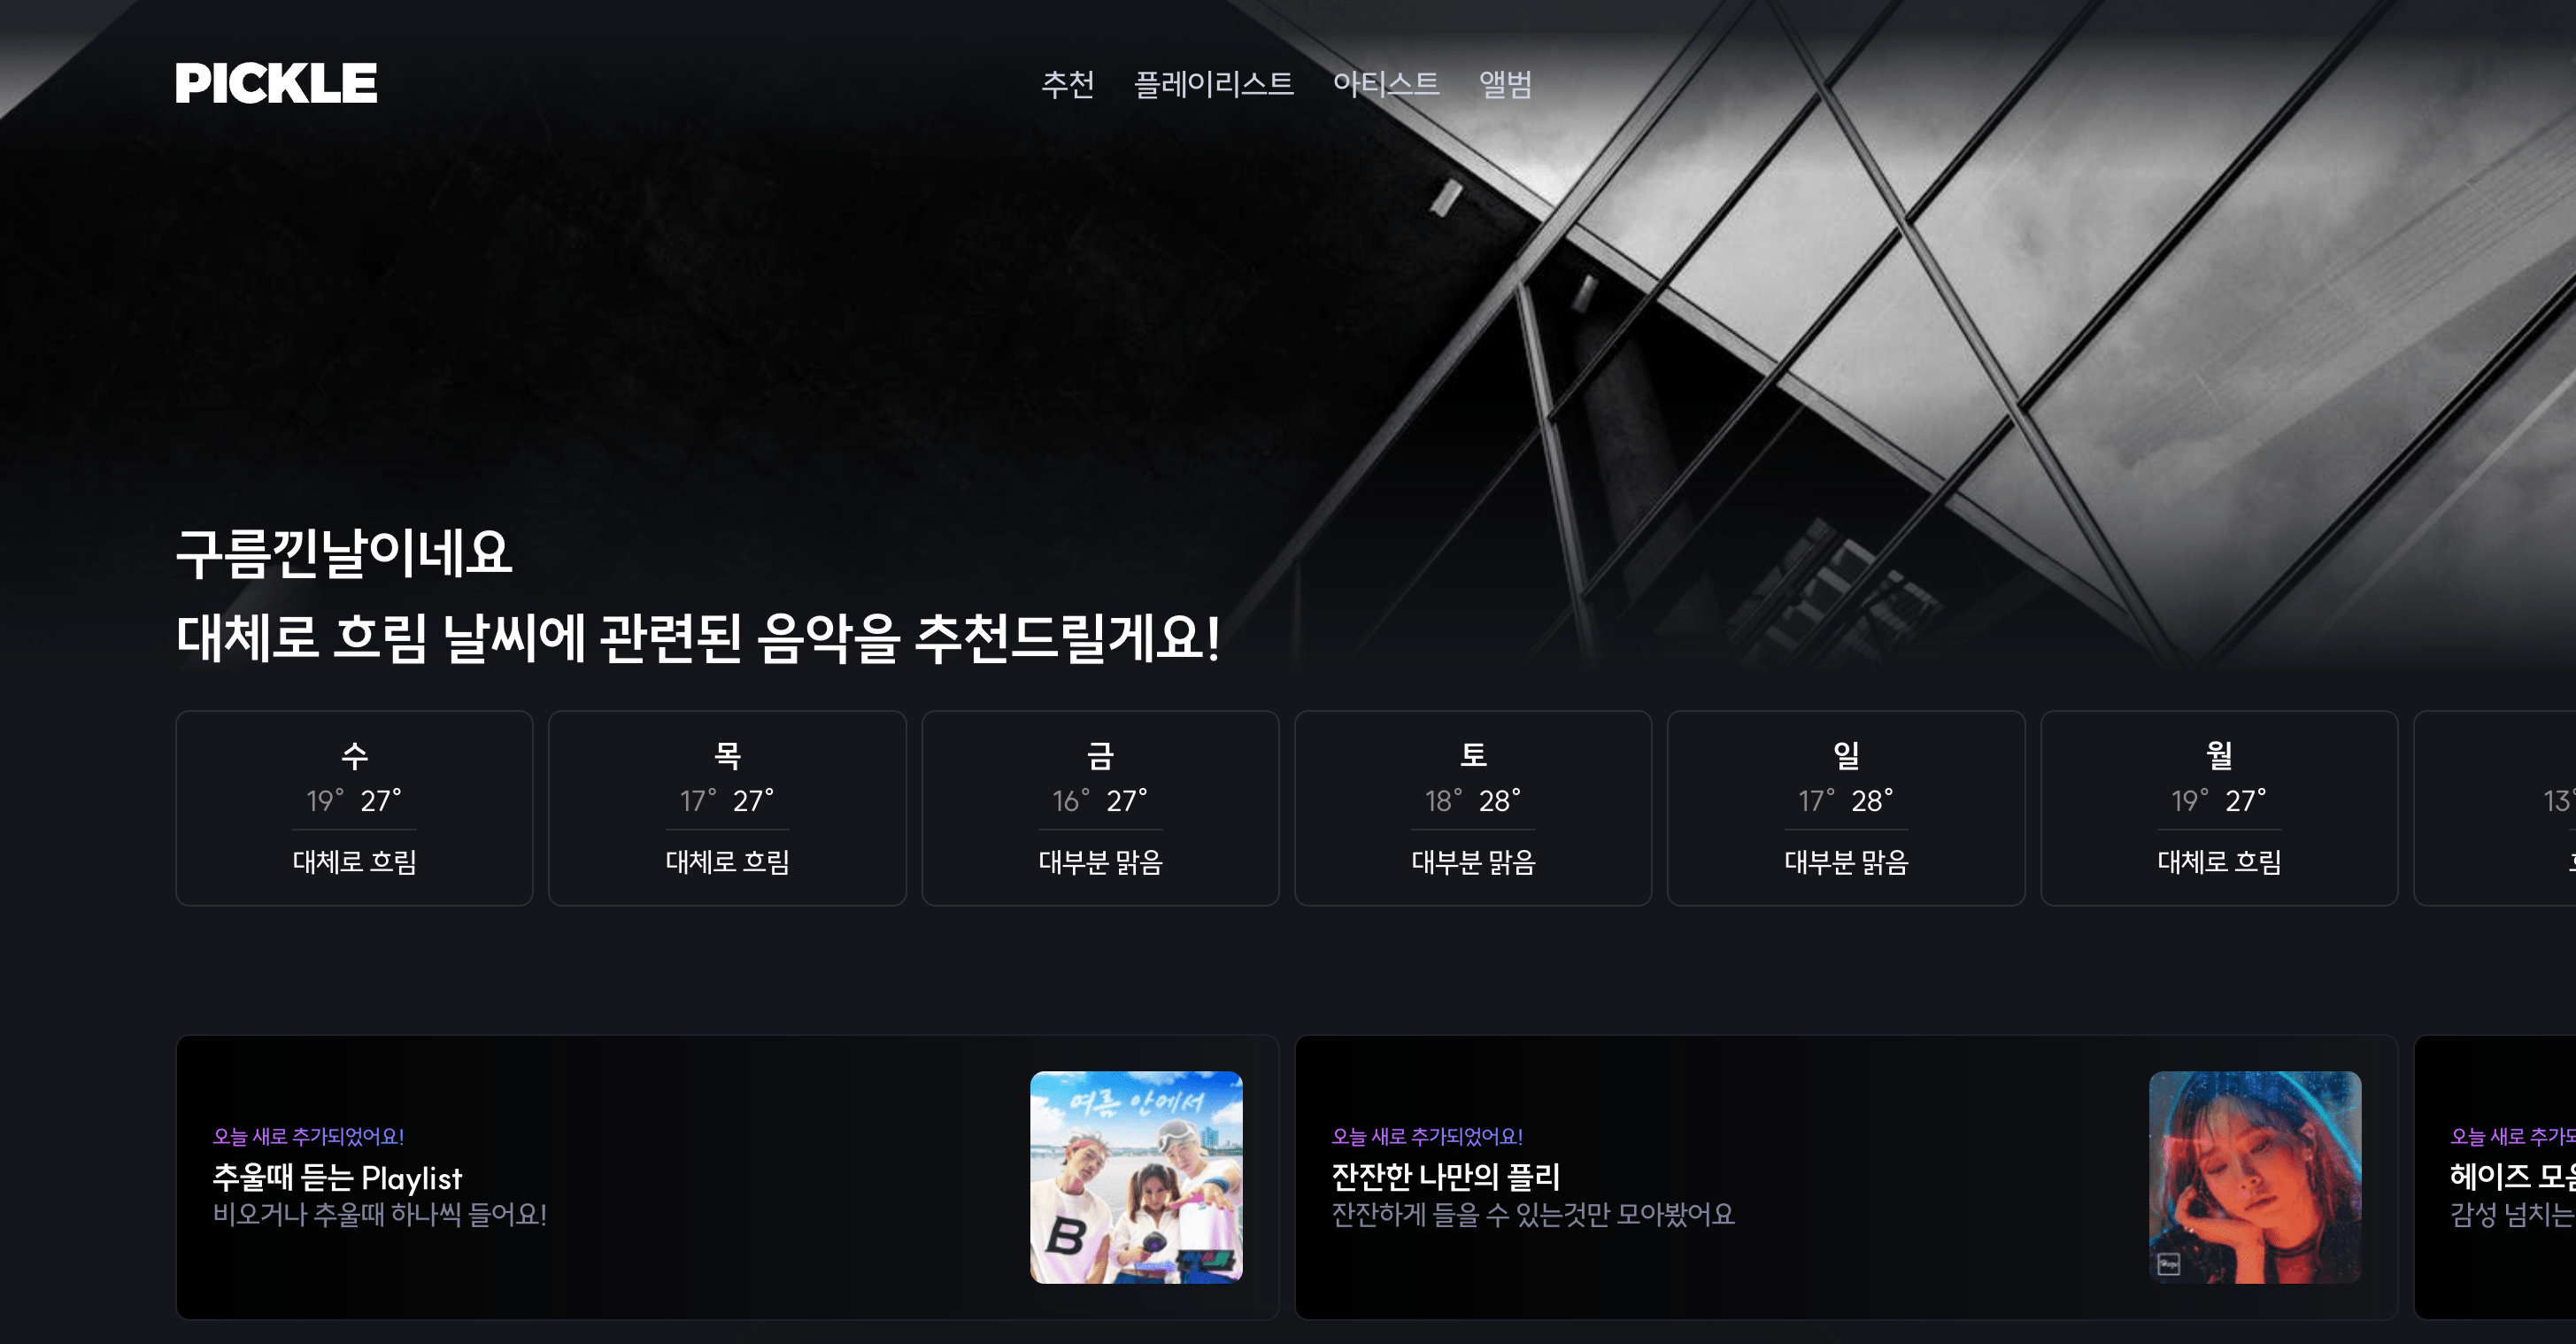 PICKLE
추천 플레이리스트 아티스트 앨범
구름낀날이네요
대체로 흐림 날씨에 관련된 음악을 추천드릴게요!
수 목 금 토 일 월
19° 27° 17° 27° 16° 27° 18° 28° 17° 28° 19° 27° 13°
대체로 흐림 대체로 흐림 대부분 맑음 대부분 맑음 대부분 맑음 대체로 흐림
여름 안에서
B
오늘 새로 추가되었어요!
추울때 듣는 Playlist
비오거나 추울때 하나씩 들어요!
오늘 새로 추가되었어요!
잔잔한 나만의 플리
잔잔하게 들을 수 있는것만 모아봤어요
오늘 새로
헤이즈
감성 넘치는